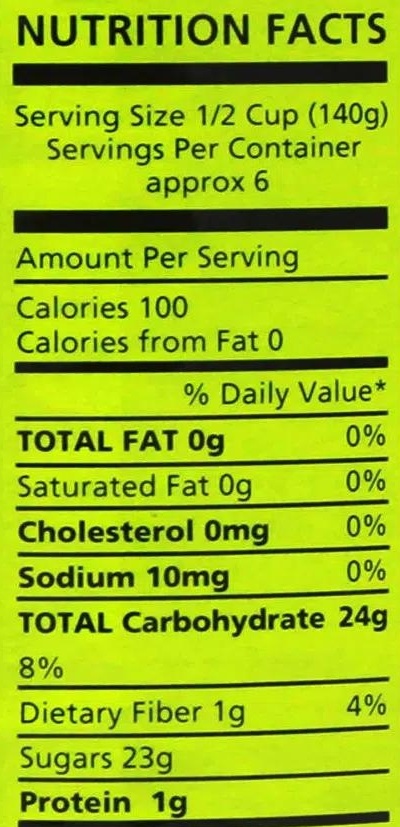 NUTRITION FACTS
Serving Size 1/2 Cup (140g)
Servings Per Container
approx 6
Amount Per Serving
Calories 100
Calories from Fat 0
% Daily Value*
TOTAL FAT 0g 0%
Saturated Fat 0g 0%
Cholesterol 0mg 0%
Sodium 10mg 0%
TOTAL Carbohydrate 24g
8%
Dietary Fiber 1g 4%
Sugars 23g
Protein 1g